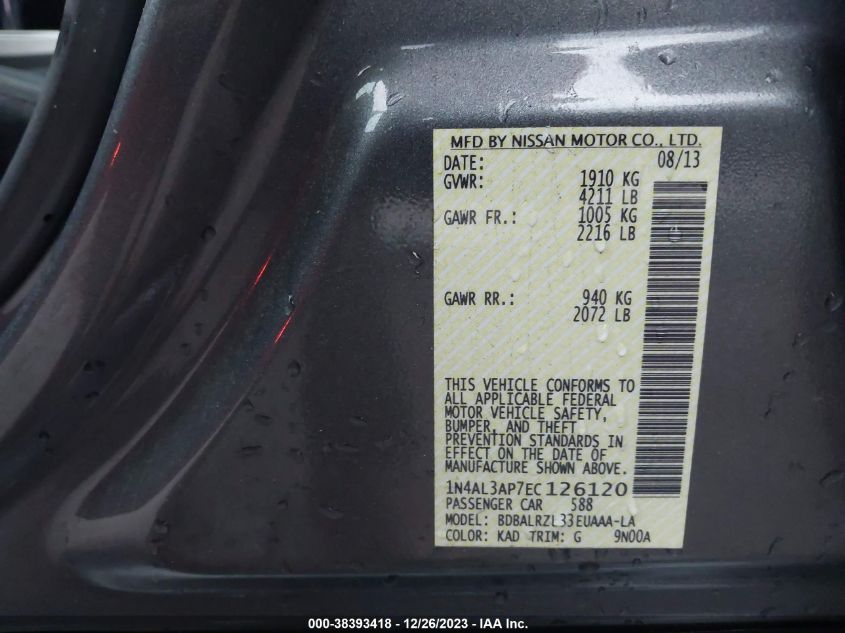 MFD BY NISSAN MOTOR CO., LTD.
DATE: 08/13
GVWR: 1910 KG
4211 LB
GAWR FR.: 1005 KG
2216 LB
GAWR RR.: 940 KG
2072 LB
THIS VEHICLE CONFORMS TO
ALL APPLICABLE FEDERAL
MOTOR VEHICLE SAFETY,
BUMPER, AND THEFT
PREVENTION STANDARDS IN
EFFECT ON THE DATE OF
MANUFACTURE SHOWN ABOVE.
1N4AL3AP7EC126120
PASSENGER CAR 588
MODEL: BDBALRZL33EUAAA-LA
COLOR: KAD TRIM: G 9N00A
000-38393418 - 12/26/2023 - IAA Inc.